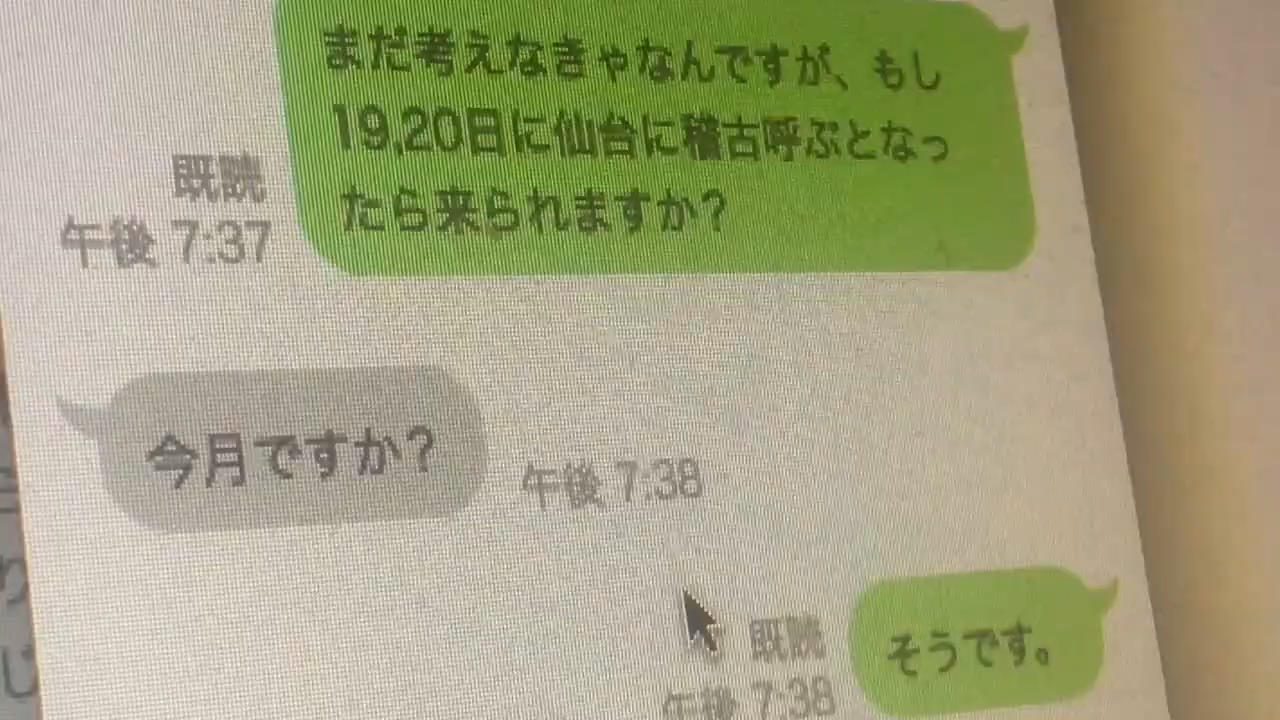 まだ考えなきゃなんですが、もし
19,20日に仙台に稽古呼ぶとなっ
たら来られますか?
既読
午後 7:37
今月ですか?
午後 7:38
そうです。
既読
午後 7:38